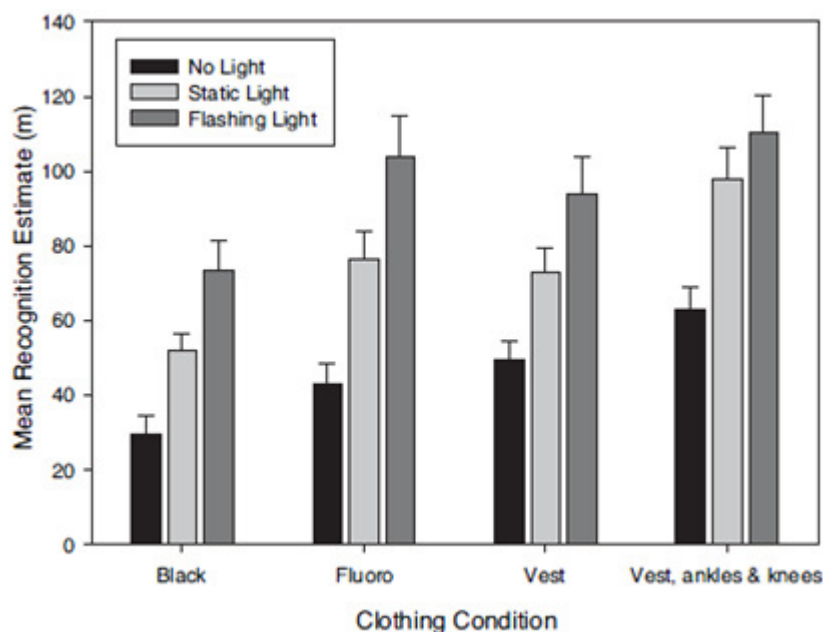 140
120
100
80
60
40
20
0
Mean Recognition Estimate (m)
No Light
Static Light
Flashing Light
Black Fluoro Vest Vest, ankles & knees
Clothing Condition